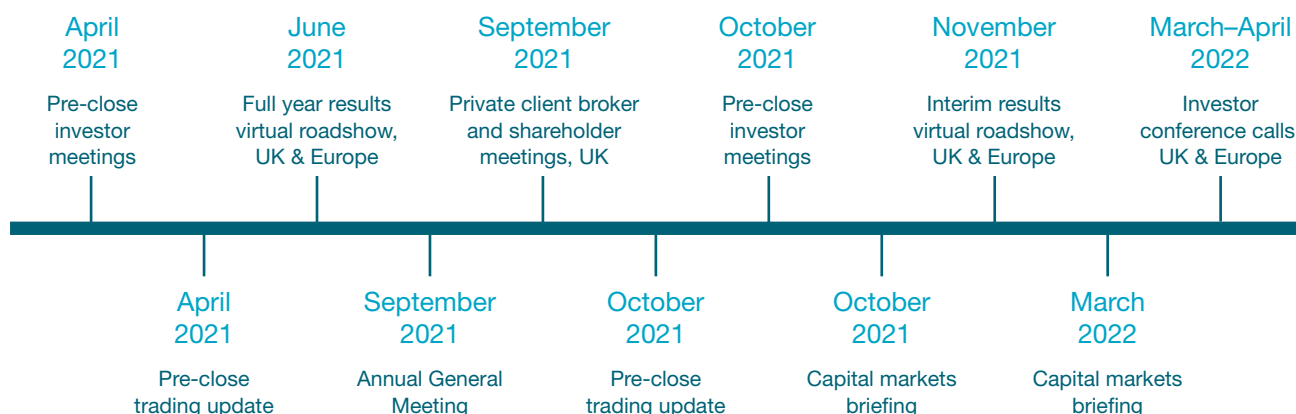 April
2021
Pre-close
investor
meetings
June
2021
Full year results
virtual roadshow,
UK & Europe
September
2021
Private client broker
and shareholder
meetings, UK
October
2021
Pre-close
investor
meetings
November
2021
Interim results
virtual roadshow,
UK & Europe
March–April
2022
Investor
conference calls
UK & Europe
April
2021
Pre-close
trading update
September
2021
Annual General
Meeting
October
2021
Pre-close
trading update
October
2021
Capital markets
briefing
March
2022
Capital markets
briefing